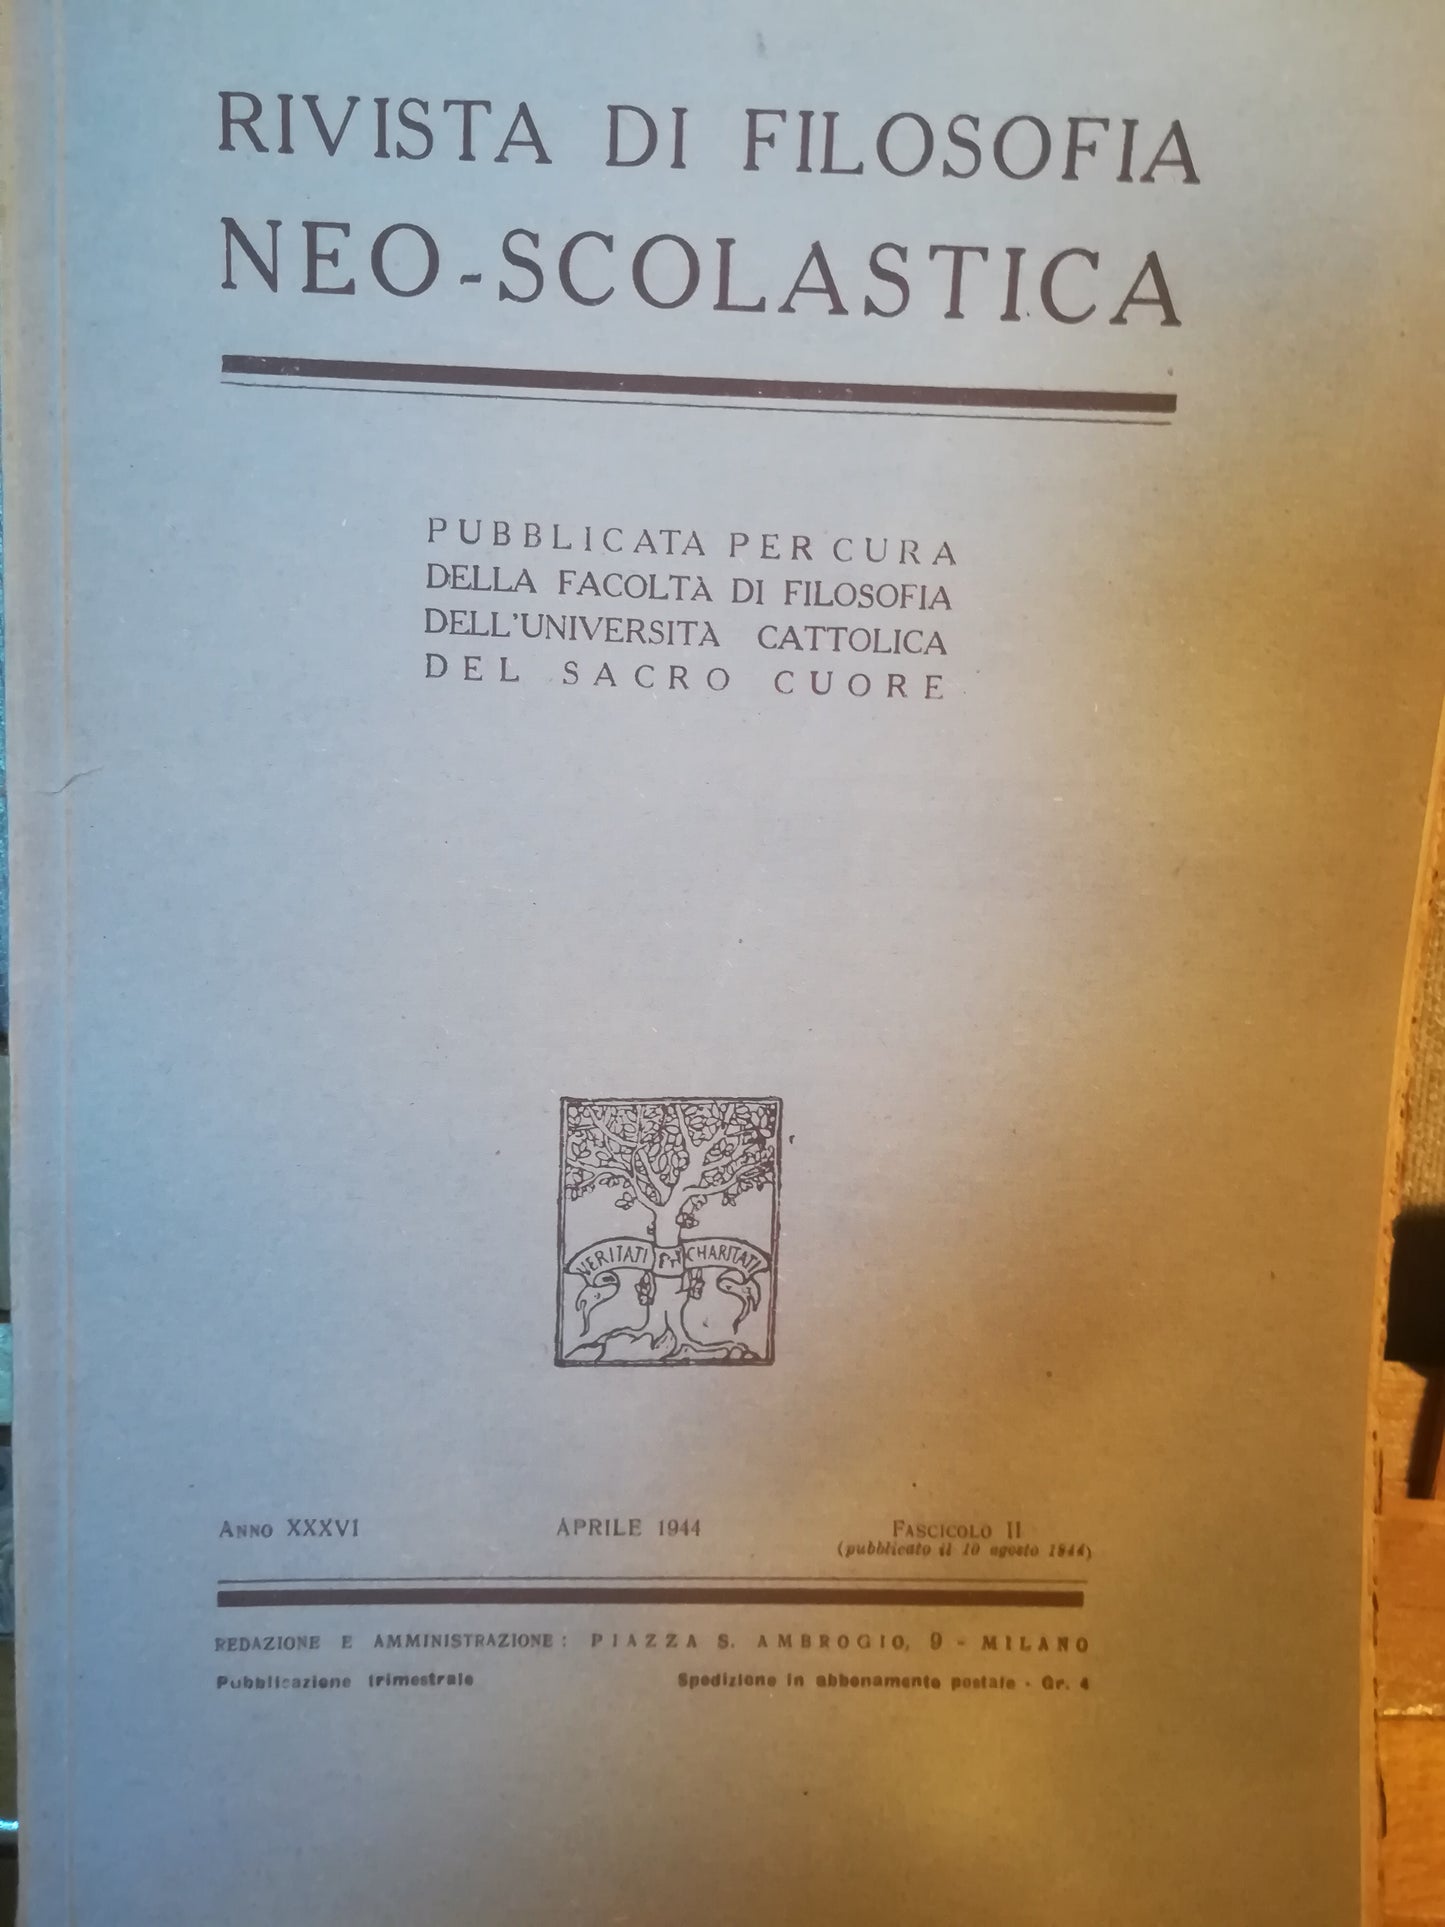 RIVISTA DI FILOSOFIA
NEO-SCOLASTICA
PUBBLICATA PER CURA
DELLA FACOLTÀ DI FILOSOFIA
DELL'UNIVERSITÀ CATTOLICA
DEL SACRO CUORE
VERITATI CHARITATI
ANNO XXXVI APRILE 1944 FASCICOLO II
(pubblicato il 10 agosto 1944)
REDAZIONE E AMMINISTRAZIONE: PIAZZA S. AMBROGIO, 9 - MILANO
Pubblicazione trimestrale Spedizione in abbonamento postale - Gr. 4